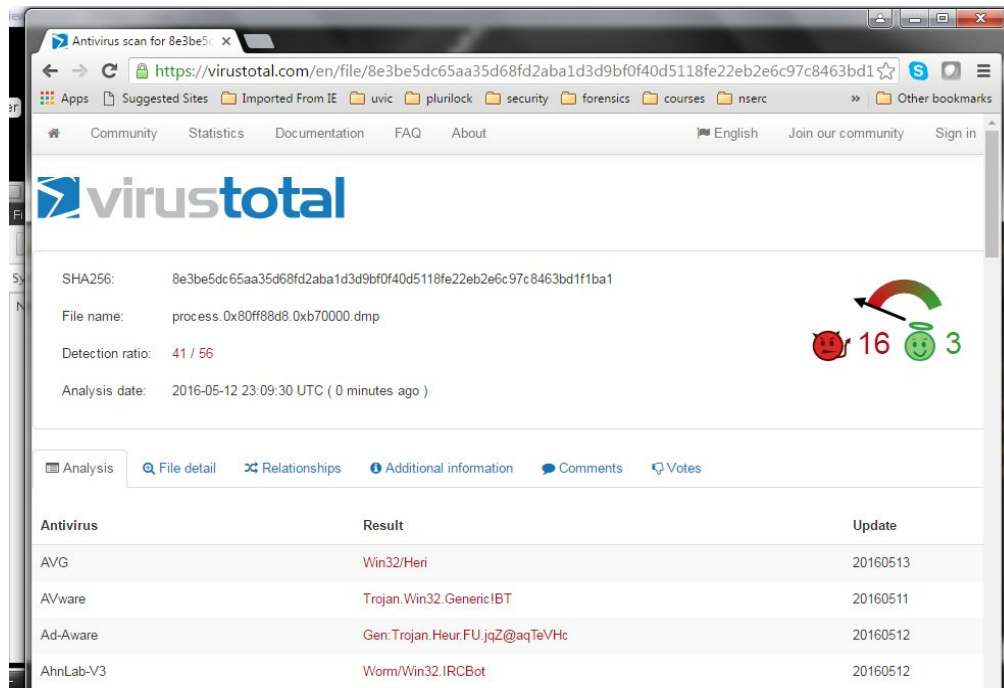 Antivirus scan for 8e3be5c
https://virustotal.com/en/file/8e3be5dc65aa35d68fd2aba1d3d9bf0f40d5118fe22eb2e6c97c8463bd1
Apps Suggested Sites Imported From IE uvic plurilock security forensics courses nserc » Other bookmarks
Community Statistics Documentation FAQ About English Join our community Sign in
virustotal
SHA256: 8e3be5dc65aa35d68fd2aba1d3d9bf0f40d5118fe22eb2e6c97c8463bd1f1ba1
File name: process.0x80ff88d8.0xb70000.dmp
Detection ratio: 41 / 56
16 3
Analysis date: 2016-05-12 23:09:30 UTC ( 0 minutes ago )
Analysis File detail Relationships Additional information Comments Votes
Antivirus Result Update
AVG Win32/Heri 20160513
AVware Trojan.Win32.Generic!BT 20160511
Ad-Aware Gen:Trojan.Heur.FU.jqZ@aqTeVHc 20160512
AhnLab-V3 Worm/Win32.IRCBot 20160512